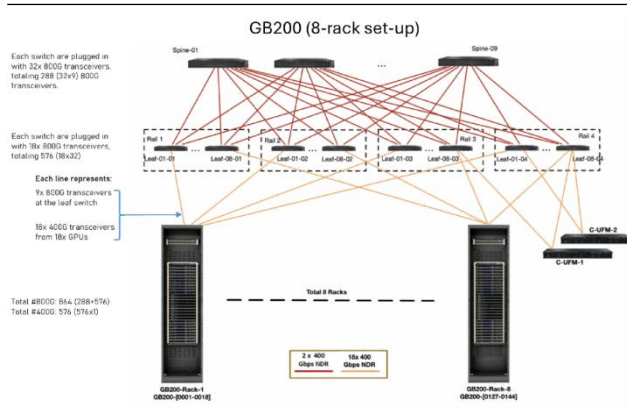 GB200 (8-rack set-up)
Spine-01
Spine-09
Each switch are plugged in
with 32x 800G transceivers,
totaling 288 (32x9) 800G
transceivers.
...
Each switch are plugged in
with 18x 800G transceivers,
totaling 576 (18x32)
Rail 1
Rail 2
Rail 3
Rail 4
... ... ... ...
Leaf-01-01
Leaf-08-01
Leaf-01-02
Leaf-08-02
Leaf-01-03
Leaf-08-03
Leaf-01-04
Leaf-08-04
Each line represents:
9x 800G transceivers
at the leaf switch
18x 400G transceivers
from 18x GPUs
C-UFM-2
C-UFM-1
Total 8 Racks
Total #800G: 864 (288+576)
Total #400G: 576 (576x1)
2 x 400
Gbps NDR
18x 400
Gbps NDR
GB200-Rack-1
GB200-[0001-0018]
GB200-Rack-8
GB200-[0127-0144]